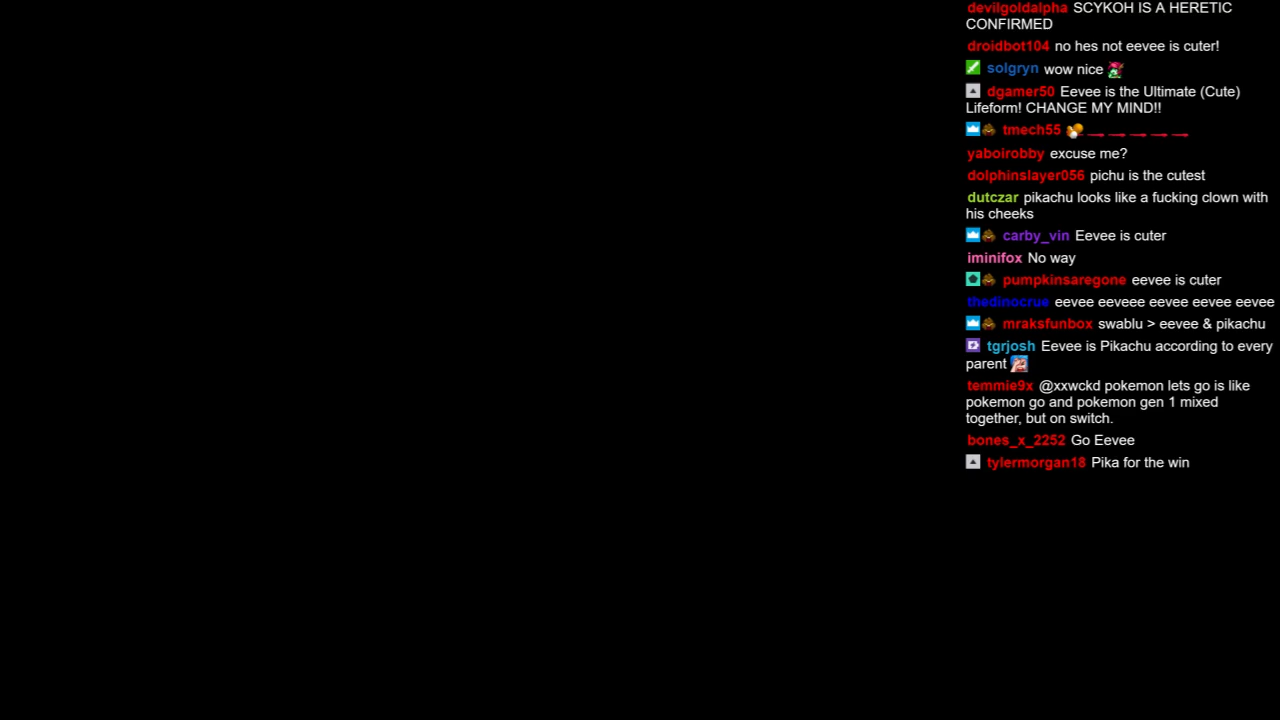 devilgoldalpha SCYKOH IS A HERETIC
CONFIRMED
droidbot104 no hes not eevee is cuter!
solgryn wow nice
dgamer50 Eevee is the Ultimate (Cute)
Lifeform! CHANGE MY MIND!!
tmech55
yaboirobby excuse me?
dolphinslayer056 pichu is the cutest
dutczar pikachu looks like a fucking clown with
his cheeks
carby_vin Eevee is cuter
iminifox No way
pumpkinsaregone eevee is cuter
thedinocrue eevee eeveee eevee eevee eevee
mraksfunbox swablu > eevee & pikachu
tgrjosh Eevee is Pikachu according to every
parent
temmie9x @xxwckd pokemon lets go is like
pokemon go and pokemon gen 1 mixed
together, but on switch.
bones_x_2252 Go Eevee
tylermorgan18 Pika for the win